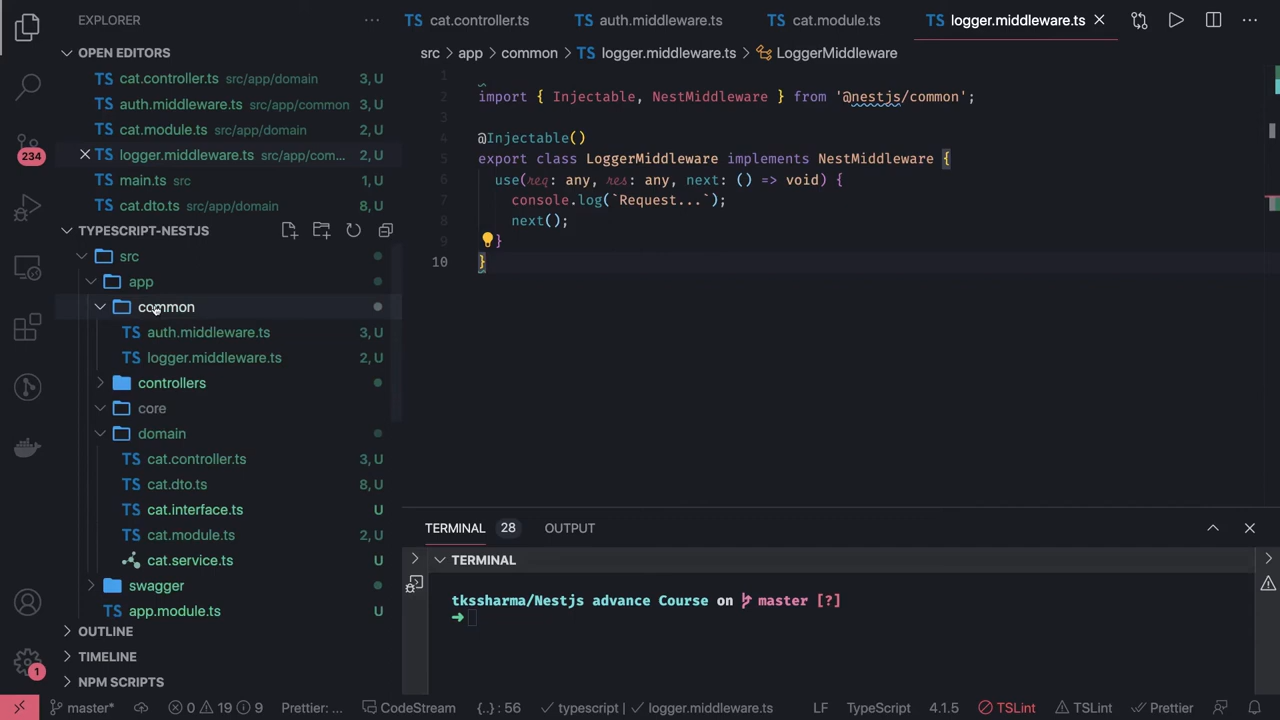 EXPLORER
OPEN EDITORS
TS cat.controller.ts src/app/domain 3, U
TS auth.middleware.ts src/app/common 3, U
TS cat.module.ts src/app/domain 2, U
TS logger.middleware.ts src/app/com... 2, U
TS main.ts src 1, U
TS cat.dto.ts src/app/domain 8, U
TYPESCRIPT-NESTJS
src
app
common
TS auth.middleware.ts 3, U
TS logger.middleware.ts 2, U
controllers
core
domain
TS cat.controller.ts 3, U
TS cat.dto.ts 8, U
TS cat.interface.ts U
TS cat.module.ts 2, U
cat.service.ts U
swagger
TS app.module.ts U
OUTLINE
TIMELINE
NPM SCRIPTS
234
1
TS cat.controller.ts TS auth.middleware.ts TS cat.module.ts TS logger.middleware.ts
src > app > common > TS logger.middleware.ts > LoggerMiddleware
1
2 import { Injectable, NestMiddleware } from '@nestjs/common';
3
4 @Injectable()
5 export class LoggerMiddleware implements NestMiddleware {
6 use(req: any, res: any, next: () => void) {
7 console.log(`Request...`);
8 next();
9 }
10 }
TERMINAL 28 OUTPUT
TERMINAL
tkssharma/Nestjs advance Course on master [?]
➜
master* 0 19 9 Prettier: ... CodeStream {..} : 56 typescript | logger.middleware.ts LF TypeScript 4.1.5 TSLint TSLint Prettier